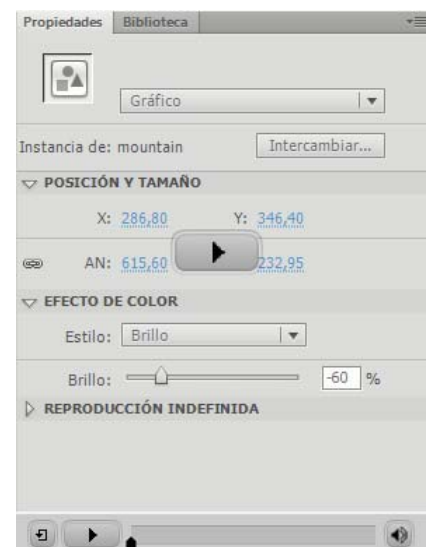 Propiedades Biblioteca
Gráfico
Instancia de: mountain Intercambiar...
POSICIÓN Y TAMAÑO
X: 286,80 Y: 346,40
AN: 615,60 232,95
EFECTO DE COLOR
Estilo: Brillo
Brillo: -60 %
REPRODUCCIÓN INDEFINIDA